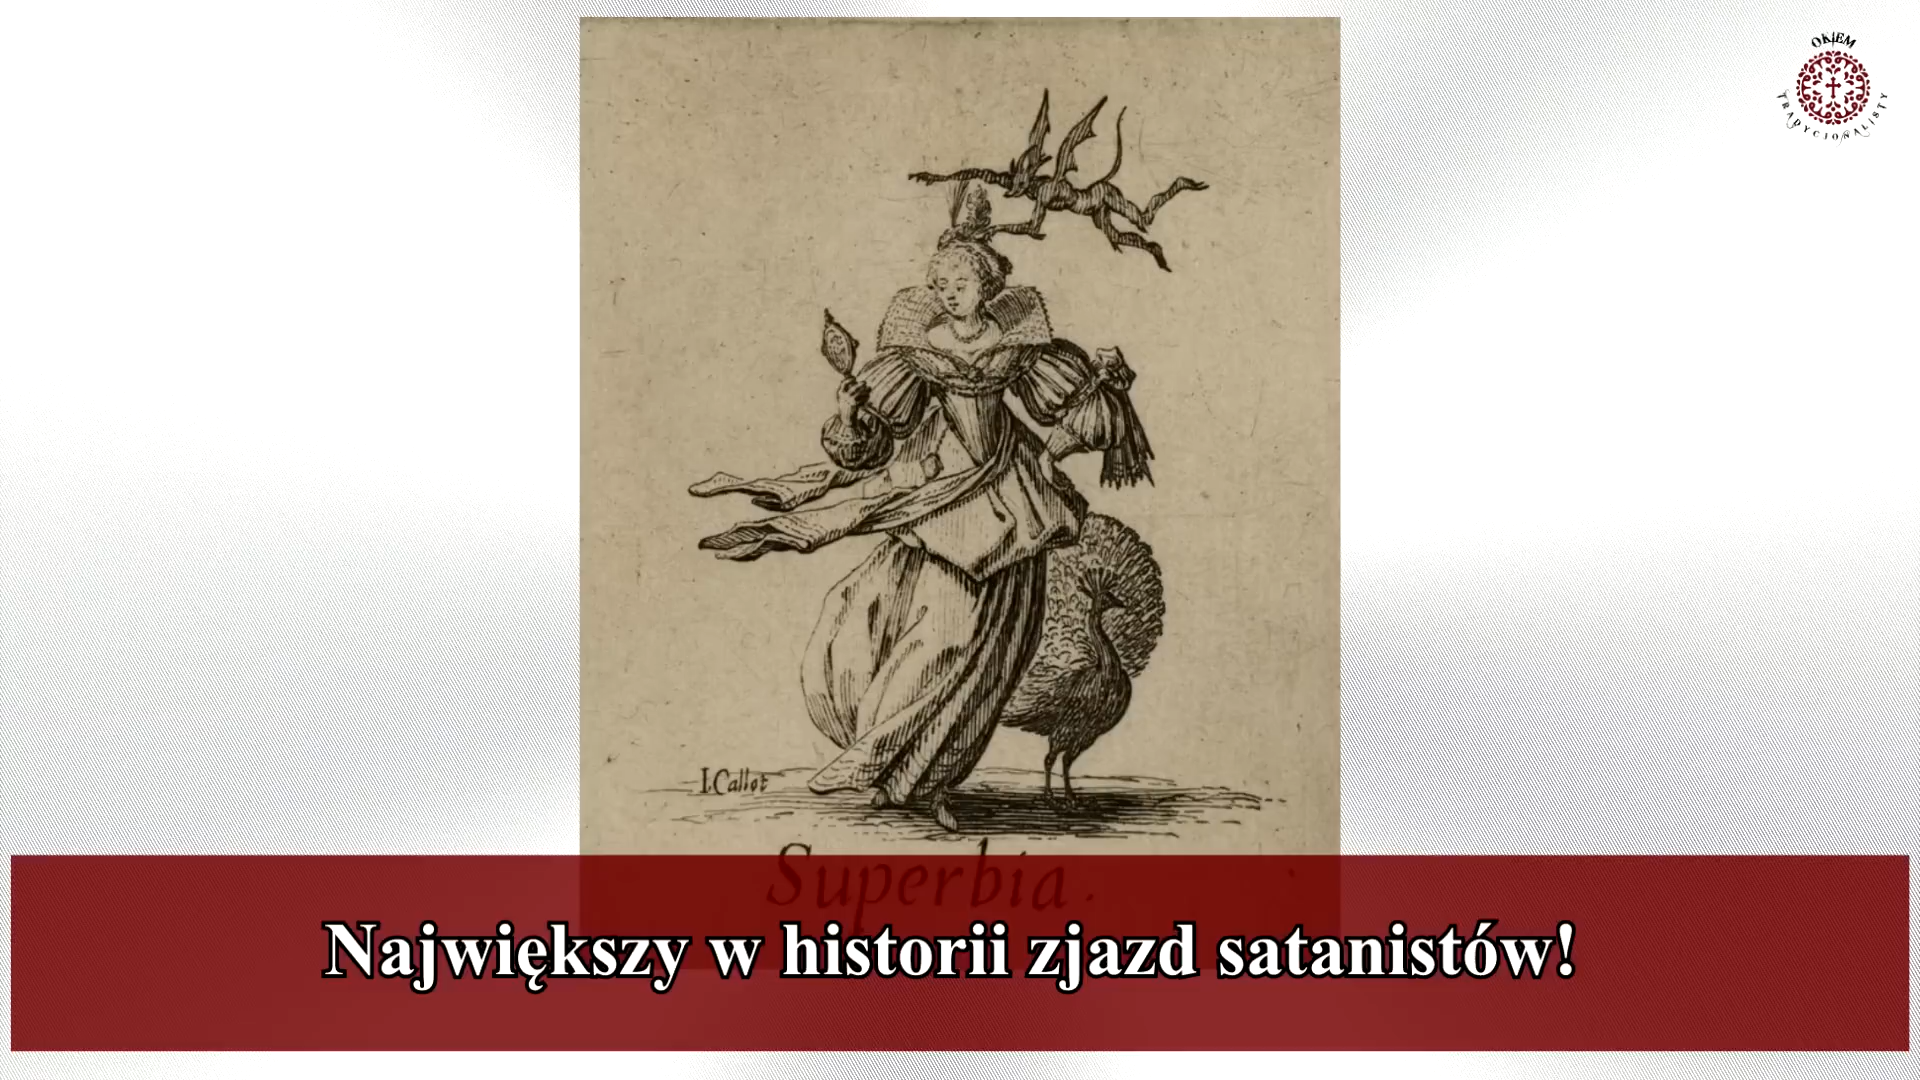 OKIEM
TRADYCJONALISTY
I. Callot
Superbia.
Największy w historii zjazd satanistów!